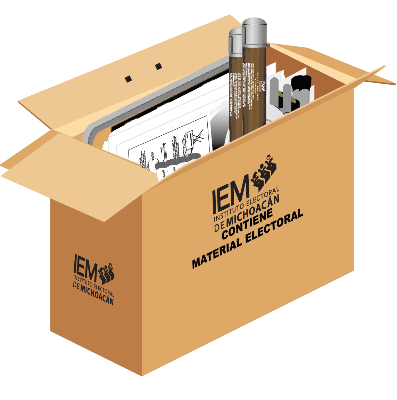 IEM
INSTITUTO ELECTORAL
DE MICHOACÁN
CONTIENE
MATERIAL ELECTORAL
IEM
INSTITUTO ELECTORAL
DE MICHOACÁN